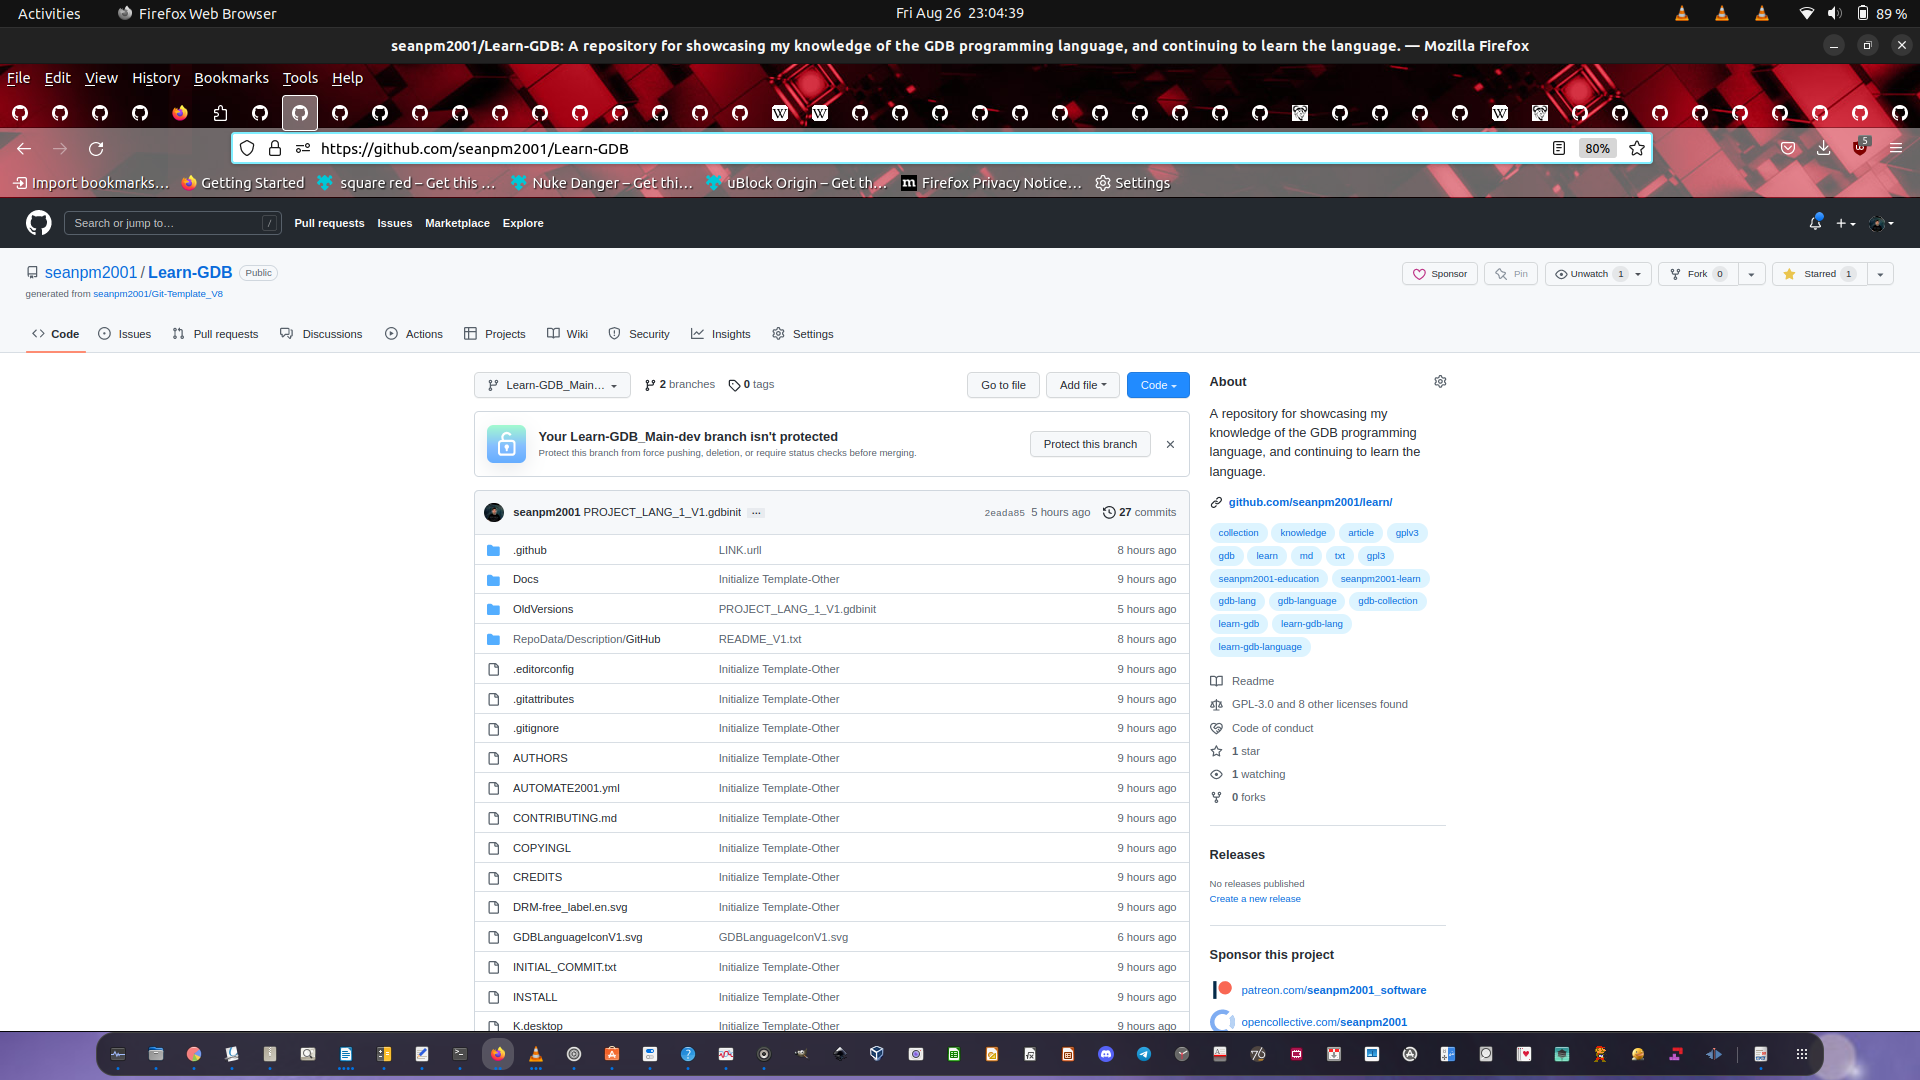 Activities
Firefox Web Browser
Fri Aug 26 23:04:39
89 %
seanpm2001/Learn-GDB: A repository for showcasing my knowledge of the GDB programming language, and continuing to learn the language. — Mozilla Firefox
File Edit View History Bookmarks Tools Help
https://github.com/seanpm2001/Learn-GDB
80%
5
Import bookmarks… Getting Started square red – Get this … Nuke Danger – Get thi… uBlock Origin – Get th… Firefox Privacy Notice… Settings
Search or jump to… /
Pull requests Issues Marketplace Explore
seanpm2001 / Learn-GDB Public
Sponsor Pin Unwatch 1 Fork 0 Starred 1
generated from seanpm2001/Git-Template_V8
Code Issues Pull requests Discussions Actions Projects Wiki Security Insights Settings
Learn-GDB_Main… 2 branches 0 tags Go to file Add file Code
Your Learn-GDB_Main-dev branch isn't protected
Protect this branch from force pushing, deletion, or require status checks before merging.
Protect this branch
seanpm2001 PROJECT_LANG_1_V1.gdbinit … 2eada85 5 hours ago 27 commits
.github LINK.urll 8 hours ago
Docs Initialize Template-Other 9 hours ago
OldVersions PROJECT_LANG_1_V1.gdbinit 5 hours ago
RepoData/Description/GitHub README_V1.txt 8 hours ago
.editorconfig Initialize Template-Other 9 hours ago
.gitattributes Initialize Template-Other 9 hours ago
.gitignore Initialize Template-Other 9 hours ago
AUTHORS Initialize Template-Other 9 hours ago
AUTOMATE2001.yml Initialize Template-Other 9 hours ago
CONTRIBUTING.md Initialize Template-Other 9 hours ago
COPYINGL Initialize Template-Other 9 hours ago
CREDITS Initialize Template-Other 9 hours ago
DRM-free_label.en.svg Initialize Template-Other 9 hours ago
GDBLanguageIconV1.svg GDBLanguageIconV1.svg 6 hours ago
INITIAL_COMMIT.txt Initialize Template-Other 9 hours ago
INSTALL Initialize Template-Other 9 hours ago
K.desktop Initialize Template-Other 9 hours ago
About
A repository for showcasing my
knowledge of the GDB programming
language, and continuing to learn the
language.
github.com/seanpm2001/learn/
collection knowledge article gplv3
gdb learn md txt gpl3
seanpm2001-education seanpm2001-learn
gdb-lang gdb-language gdb-collection
learn-gdb learn-gdb-lang
learn-gdb-language
Readme
GPL-3.0 and 8 other licenses found
Code of conduct
1 star
1 watching
0 forks
Releases
No releases published
Create a new release
Sponsor this project
patreon.com/seanpm2001_software
opencollective.com/seanpm2001